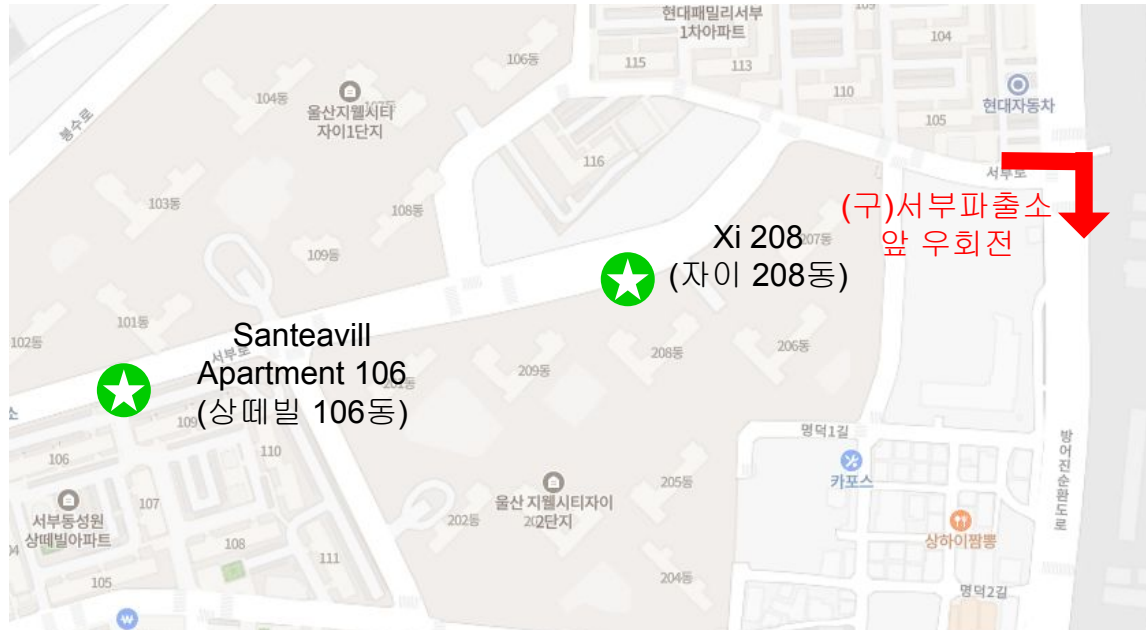 현대패밀리서부
1차아파트
109
104
115
113
110
105
현대자동차
106동
104동
울산지웰시티
자이1단지
봉수로
116
서부로
103동
108동
109동
(구)서부파출소
앞 우회전
Xi 208
(자이 208동)
207동
101동
102동
서부로
Santeavill
Apartment 106
(상떼빌 106동)
208동
206동
209동
201동
소
109
106
110
명덕1길
방어진순환도로
카포스
서부동성원
상떼빌아파트
107
울산 지웰시티자이
2단지
205동
202동
상하이짬뽕
108
111
105
204동
명덕2길